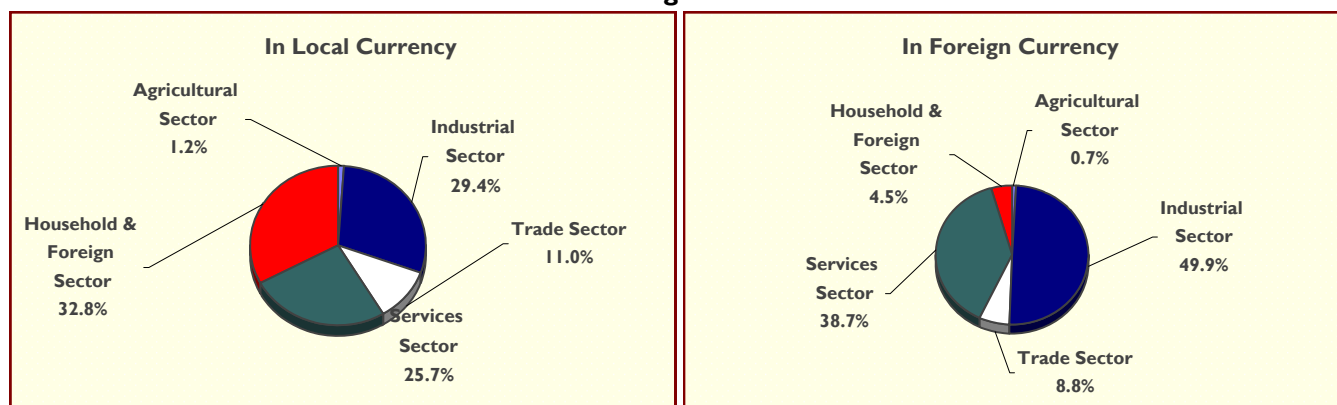 In Local Currency
Agricultural
Sector
1.2%
Industrial
Sector
29.4%
Trade Sector
11.0%
Services
Sector
25.7%
Household &
Foreign
Sector
32.8%
In Foreign Currency
Agricultural
Sector
0.7%
Industrial
Sector
49.9%
Trade Sector
8.8%
Services
Sector
38.7%
Household &
Foreign
Sector
4.5%